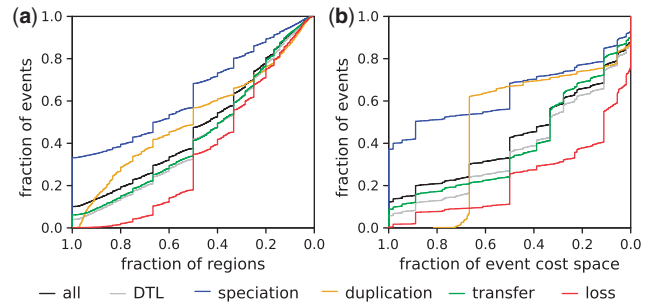 (a)
1.0
0.8
0.6
0.4
0.2
0.0
fraction of events
1.0 0.8 0.6 0.4 0.2 0.0
fraction of regions
(b)
1.0
0.8
0.6
0.4
0.2
0.0
fraction of events
1.0 0.8 0.6 0.4 0.2 0.0
fraction of event cost space
all DTL speciation duplication transfer loss